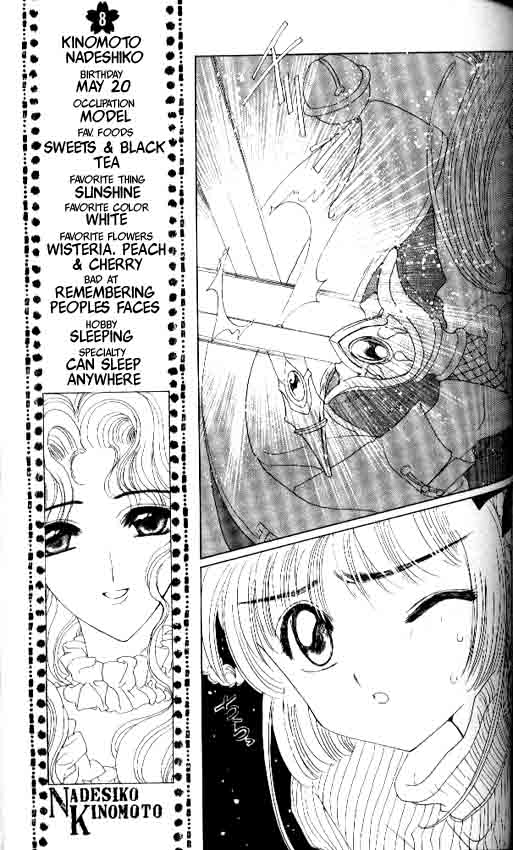 8
KINOMOTO
NADESHIKO
BIRTHDAY
MAY 20
OCCUPATION
MODEL
FAV. FOODS
SWEETS & BLACK
TEA
FAVORITE THING
SUNSHINE
FAVORITE COLOR
WHITE
FAVORITE FLOWERS
WISTERIA. PEACH
& CHERRY
BAD AT
REMEMBERING
PEOPLES FACES
HOBBY
SLEEPING
SPECIALTY
CAN SLEEP
ANYWHERE
NADESIKO
KINOMOTO